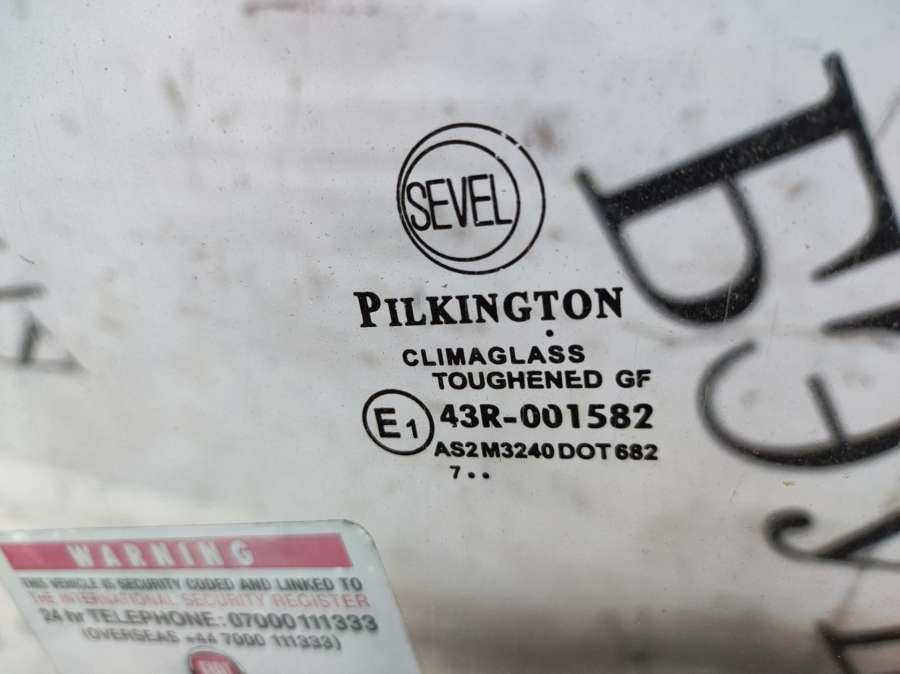 SEVEL
PILKINGTON
CLIMAGLASS
TOUGHENED GF
E1 43R-001582
AS2 M3240 DOT 682
7 . .
WARNING
THIS VEHICLE IS SECURITY CODED AND LINKED TO
THE INTERNATIONAL SECURITY REGISTER
24 hr TELEPHONE: 07000 111333
(OVERSEAS +44 7000 111333)